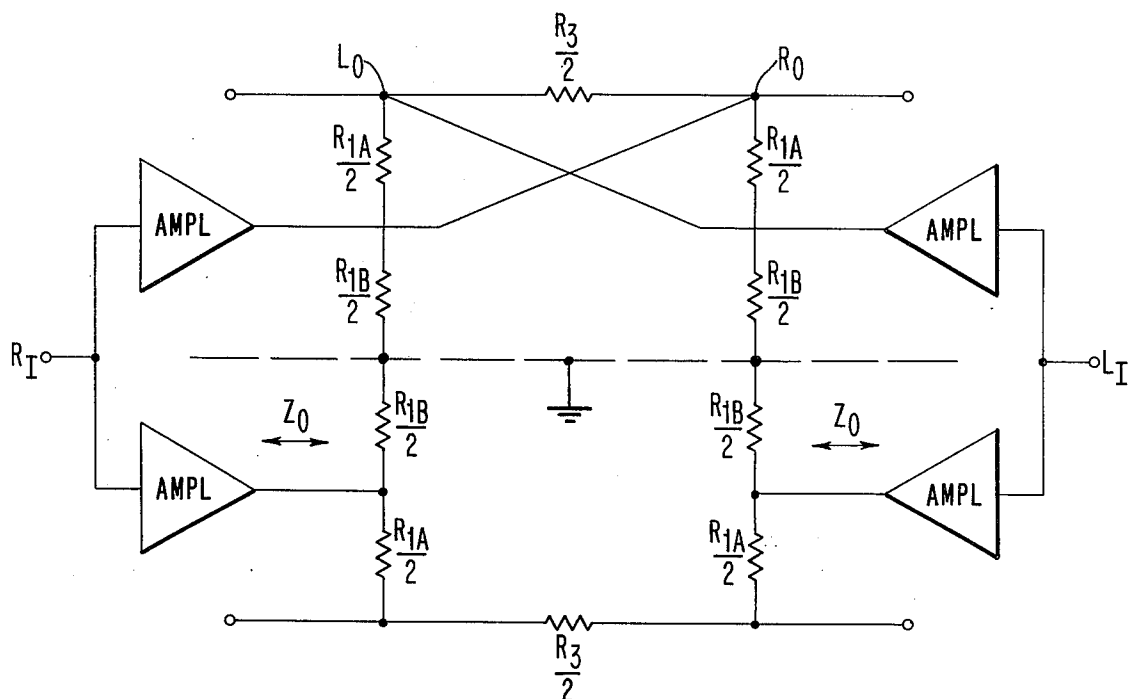 R3/2
L0
R0
R1A/2
R1A/2
AMPL
AMPL
R1B/2
R1B/2
RI
LI
Z0
R1B/2
R1B/2
Z0
AMPL
AMPL
R1A/2
R1A/2
R3/2